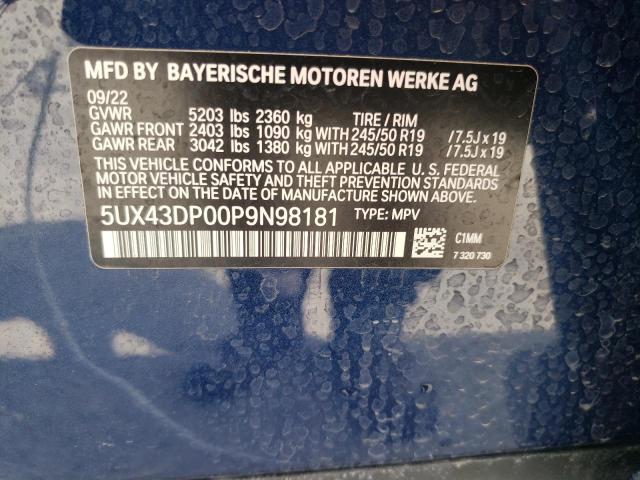 MFD BY BAYERISCHE MOTOREN WERKE AG
09/22
GVWR 5203 lbs 2360 kg TIRE / RIM
GAWR FRONT 2403 lbs 1090 kg WITH 245/50 R19 / 7.5J x 19
GAWR REAR 3042 lbs 1380 kg WITH 245/50 R19 / 7.5J x 19
THIS VEHICLE CONFORMS TO ALL APPLICABLE U. S. FEDERAL
MOTOR VEHICLE SAFETY AND THEFT PREVENTION STANDARDS
IN EFFECT ON THE DATE OF MANUFACTURE SHOWN ABOVE.
5UX43DP00P9N98181 TYPE: MPV
C1MM
7 320 730